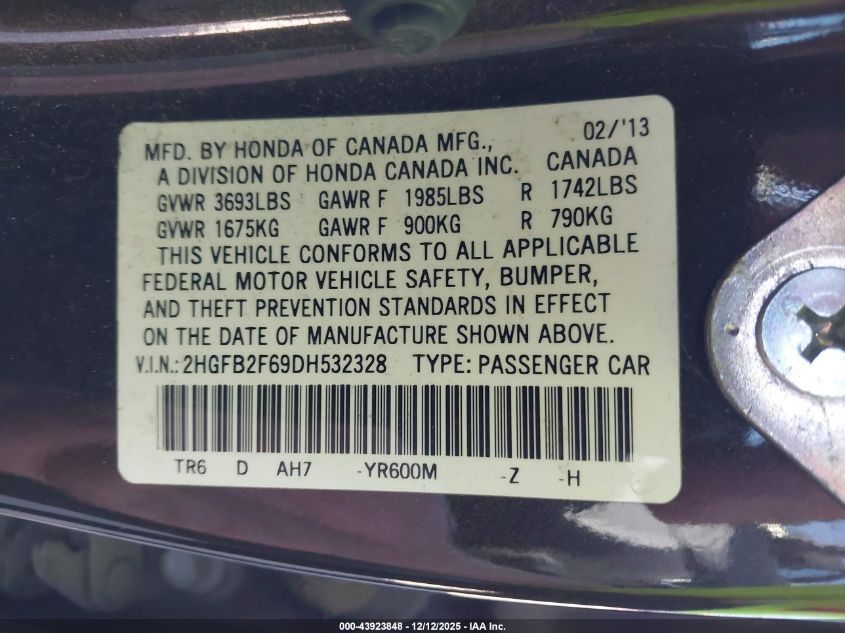 02/'13
MFD. BY HONDA OF CANADA MFG.,
A DIVISION OF HONDA CANADA INC. CANADA
GVWR 3693LBS GAWR F 1985LBS R 1742LBS
GVWR 1675KG GAWR F 900KG R 790KG
THIS VEHICLE CONFORMS TO ALL APPLICABLE
FEDERAL MOTOR VEHICLE SAFETY, BUMPER,
AND THEFT PREVENTION STANDARDS IN EFFECT
ON THE DATE OF MANUFACTURE SHOWN ABOVE.
V.I.N.: 2HGFB2F69DH532328 TYPE: PASSENGER CAR
TR6 D AH7 -YR600M -Z -H
000-43923848 - 12/12/2025 - IAA Inc.